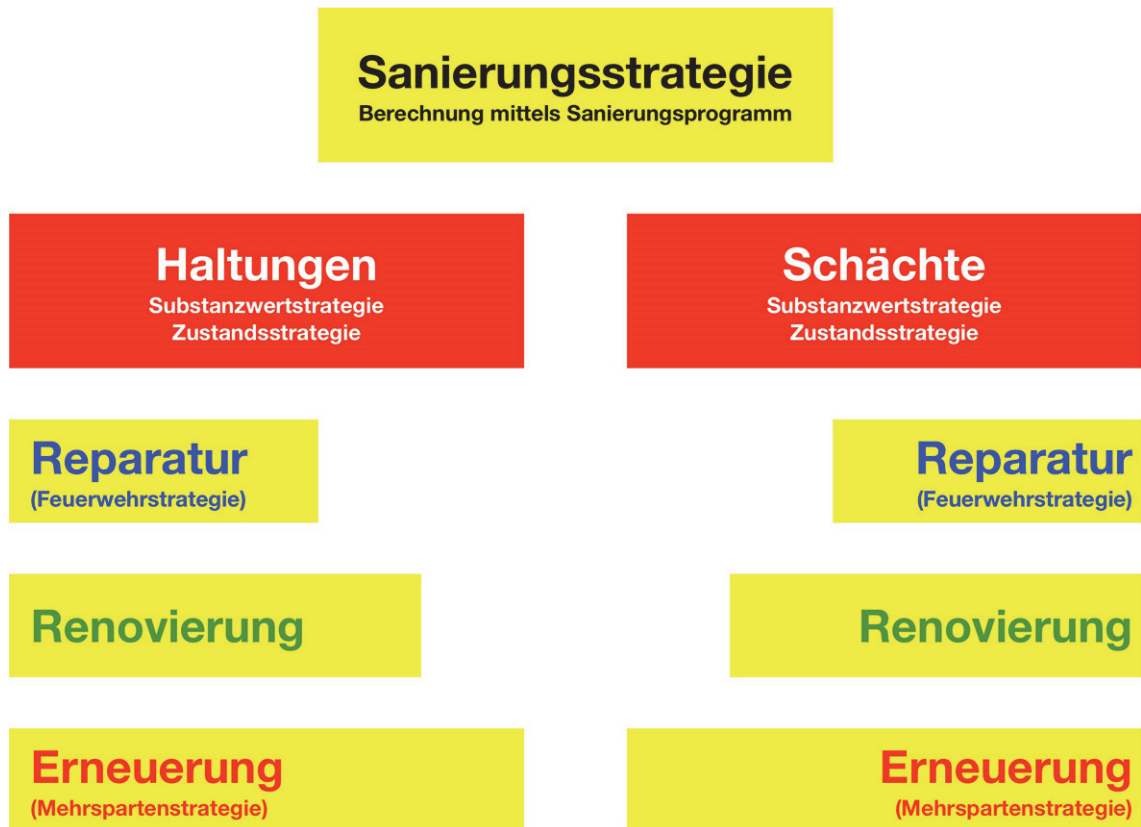 Sanierungsstrategie
Berechnung mittels Sanierungsprogramm
Haltungen
Substanzwertstrategie
Zustandsstrategie
Schächte
Substanzwertstrategie
Zustandsstrategie
Reparatur
(Feuerwehrstrategie)
Reparatur
(Feuerwehrstrategie)
Renovierung
Renovierung
Erneuerung
(Mehrspartenstrategie)
Erneuerung
(Mehrspartenstrategie)